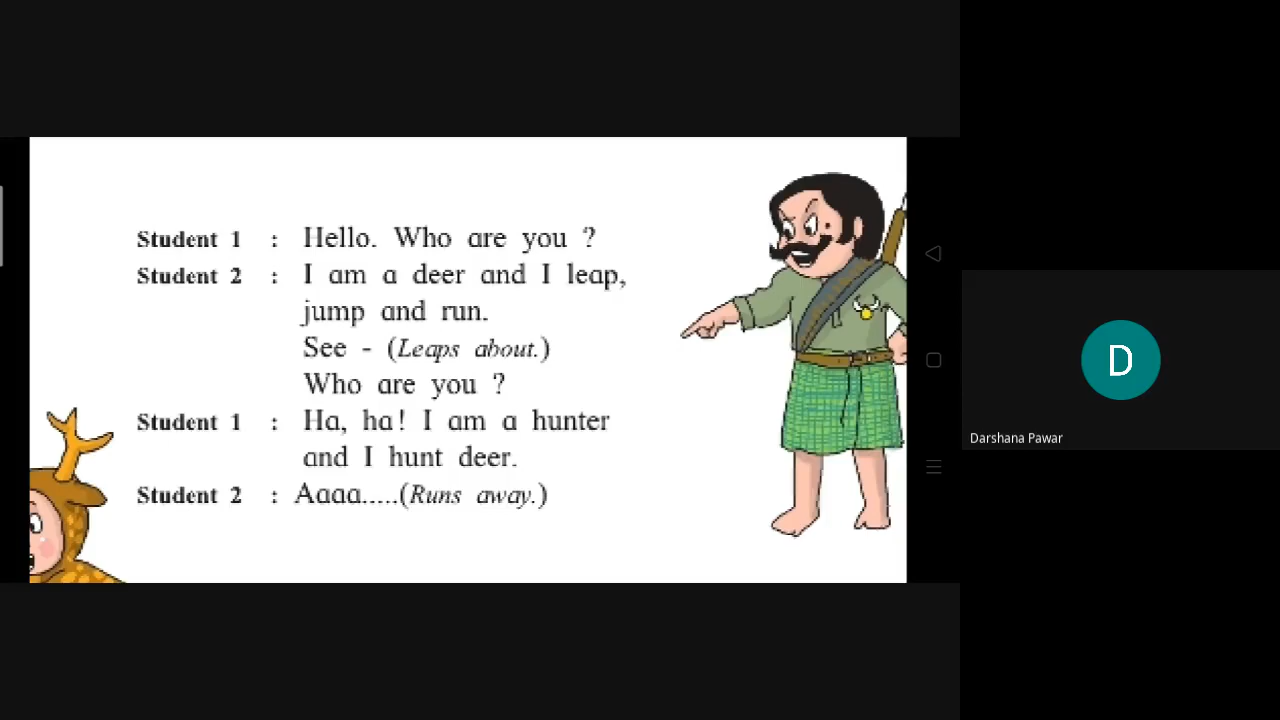 Student 1 : Hello. Who are you ?
Student 2 : I am a deer and I leap,
jump and run.
See - (Leaps about.)
Who are you ?
Student 1 : Ha, ha! I am a hunter
and I hunt deer.
Student 2 : Aaaa.....(Runs away.)
D
Darshana Pawar